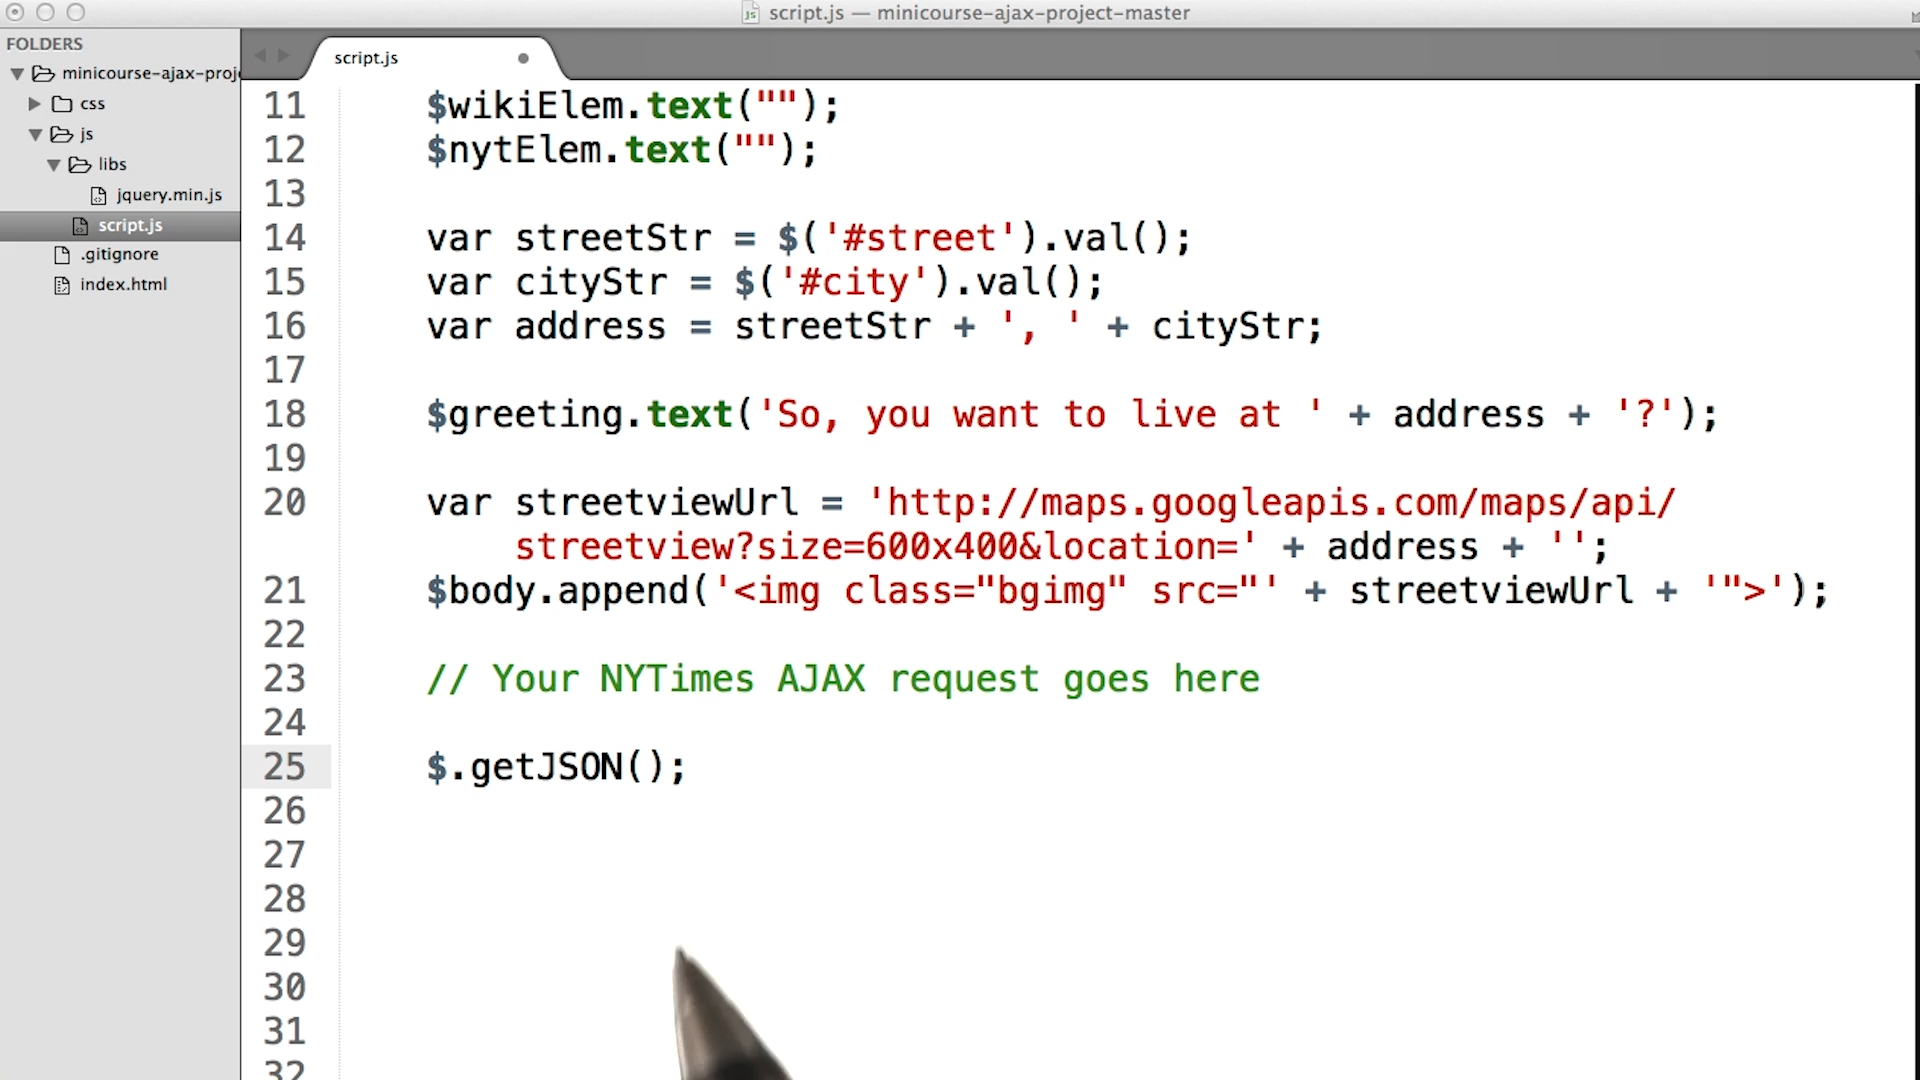 script.js — minicourse-ajax-project-master
FOLDERS
minicourse-ajax-proj
css
js
libs
jquery.min.js
script.js
.gitignore
index.html
script.js
11 $wikiElem.text("");
12 $nytElem.text("");
13
14 var streetStr = $('#street').val();
15 var cityStr = $('#city').val();
16 var address = streetStr + ', ' + cityStr;
17
18 $greeting.text('So, you want to live at ' + address + '?');
19
20 var streetviewUrl = 'http://maps.googleapis.com/maps/api/
streetview?size=600x400&location=' + address + '';
21 $body.append('<img class="bgimg" src="' + streetviewUrl + '">');
22
23 // Your NYTimes AJAX request goes here
24
25 $.getJSON();
26
27
28
29
30
31
32